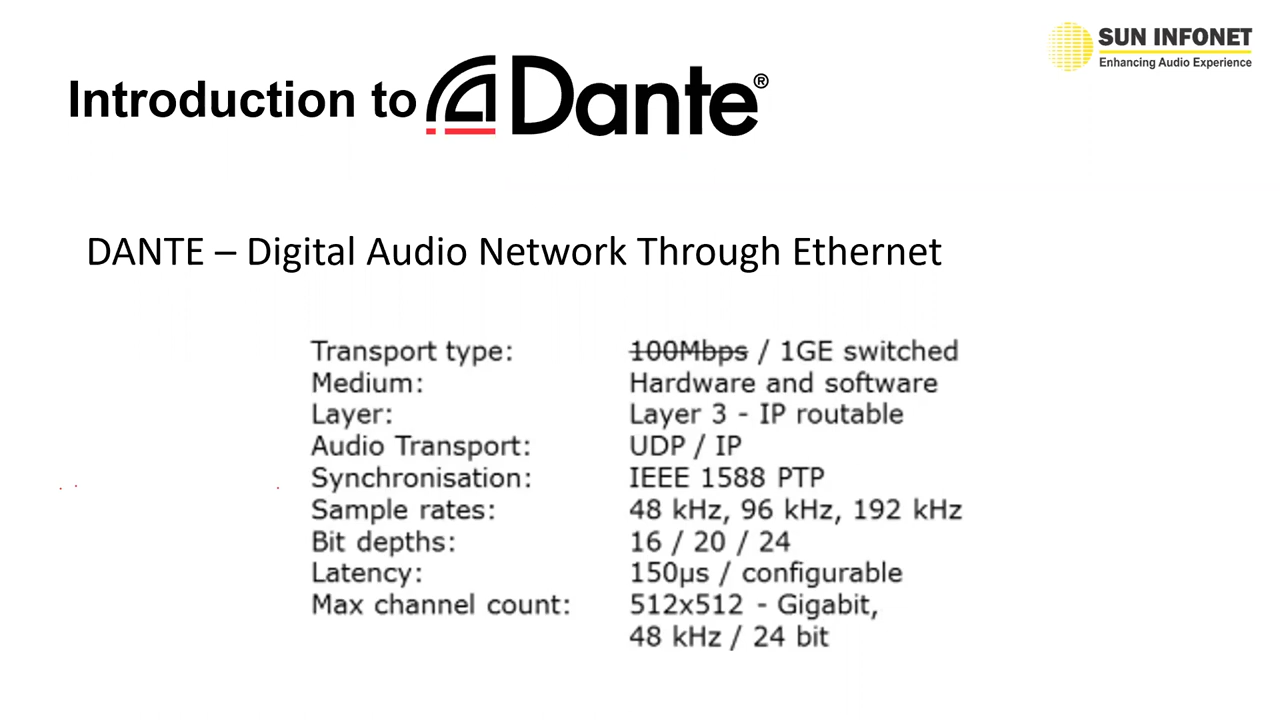 SUN INFONET
Enhancing Audio Experience
Introduction to Dante®
DANTE – Digital Audio Network Through Ethernet
Transport type: 100Mbps / 1GE switched
Medium: Hardware and software
Layer: Layer 3 - IP routable
Audio Transport: UDP / IP
Synchronisation: IEEE 1588 PTP
Sample rates: 48 kHz, 96 kHz, 192 kHz
Bit depths: 16 / 20 / 24
Latency: 150µs / configurable
Max channel count: 512x512 - Gigabit,
48 kHz / 24 bit